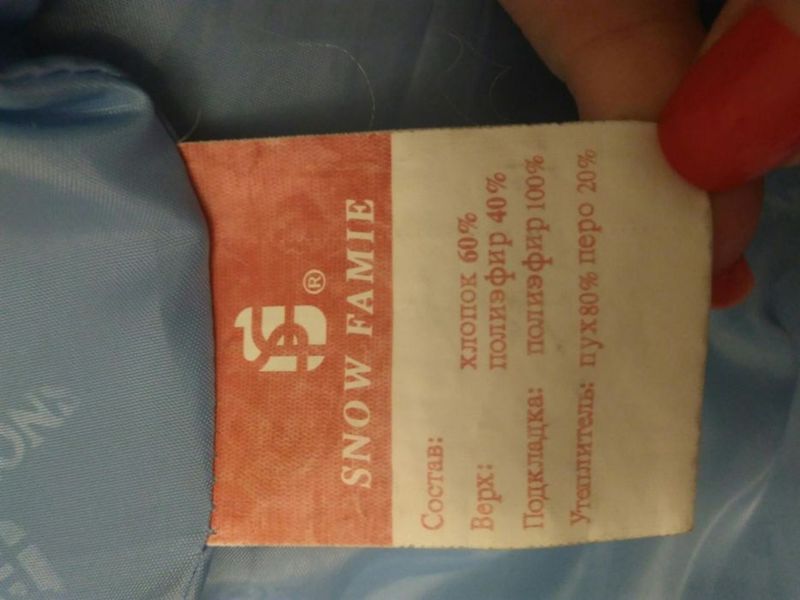 ®
SNOW FAMIE
Состав:
Верх: хлопок 60%
полиэфир 40%
Подкладка: полиэфир 100%
Утеплитель: пух80% перо 20%